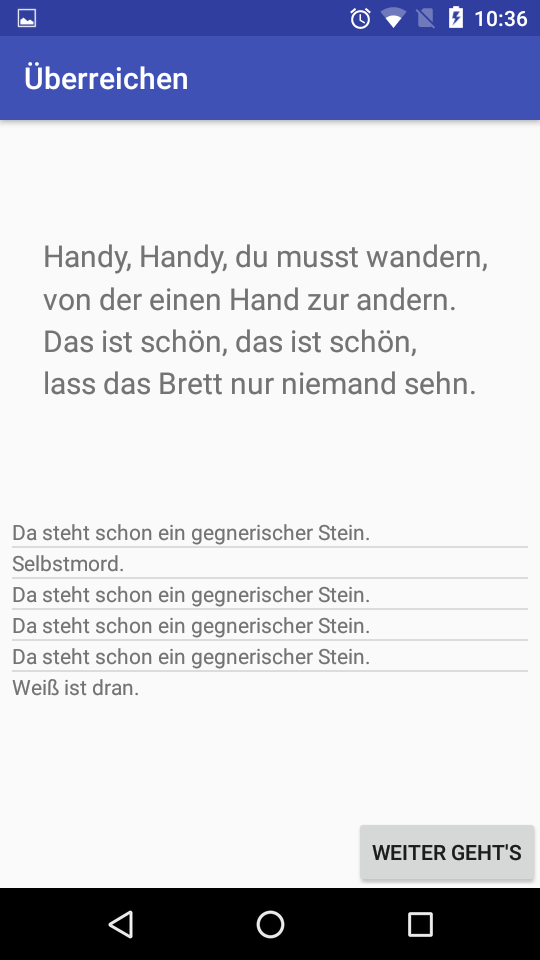 10:36
Überreichen
Handy, Handy, du musst wandern,
von der einen Hand zur andern.
Das ist schön, das ist schön,
lass das Brett nur niemand sehn.
Da steht schon ein gegnerischer Stein.
Selbstmord.
Da steht schon ein gegnerischer Stein.
Da steht schon ein gegnerischer Stein.
Da steht schon ein gegnerischer Stein.
Weiß ist dran.
WEITER GEHT'S